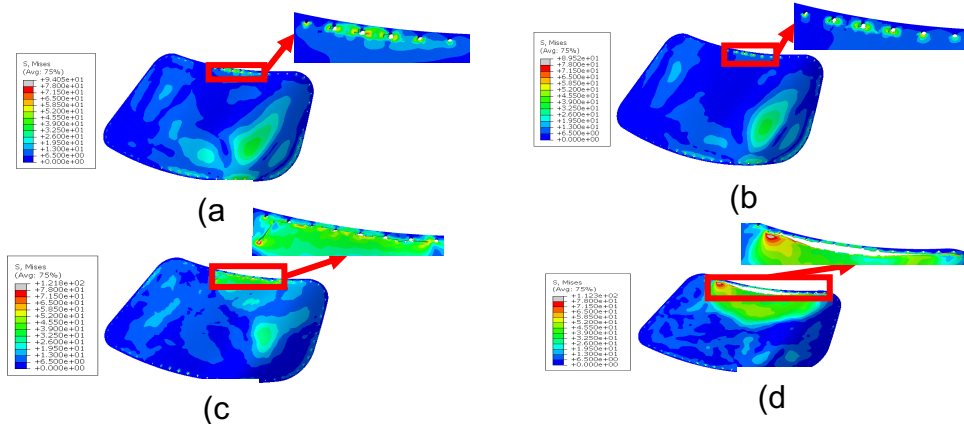 S, Mises
(Avg: 75%)
+9.405e+01
+7.800e+01
+7.150e+01
+6.500e+01
+5.850e+01
+5.200e+01
+4.550e+01
+3.900e+01
+3.250e+01
+2.600e+01
+1.950e+01
+1.300e+01
+6.500e+00
+0.000e+00
(a
S, Mises
(Avg: 75%)
+8.952e+01
+7.800e+01
+7.150e+01
+6.500e+01
+5.850e+01
+5.200e+01
+4.550e+01
+3.900e+01
+3.250e+01
+2.600e+01
+1.950e+01
+1.300e+01
+6.500e+00
+0.000e+00
(b
S, Mises
(Avg: 75%)
+1.218e+02
+7.800e+01
+7.150e+01
+6.500e+01
+5.850e+01
+5.200e+01
+4.550e+01
+3.900e+01
+3.250e+01
+2.600e+01
+1.950e+01
+1.300e+01
+6.500e+00
+0.000e+00
(c
S, Mises
(Avg: 75%)
+1.123e+02
+7.800e+01
+7.150e+01
+6.500e+01
+5.850e+01
+5.200e+01
+4.550e+01
+3.900e+01
+3.250e+01
+2.600e+01
+1.950e+01
+1.300e+01
+6.500e+00
+0.000e+00
(d